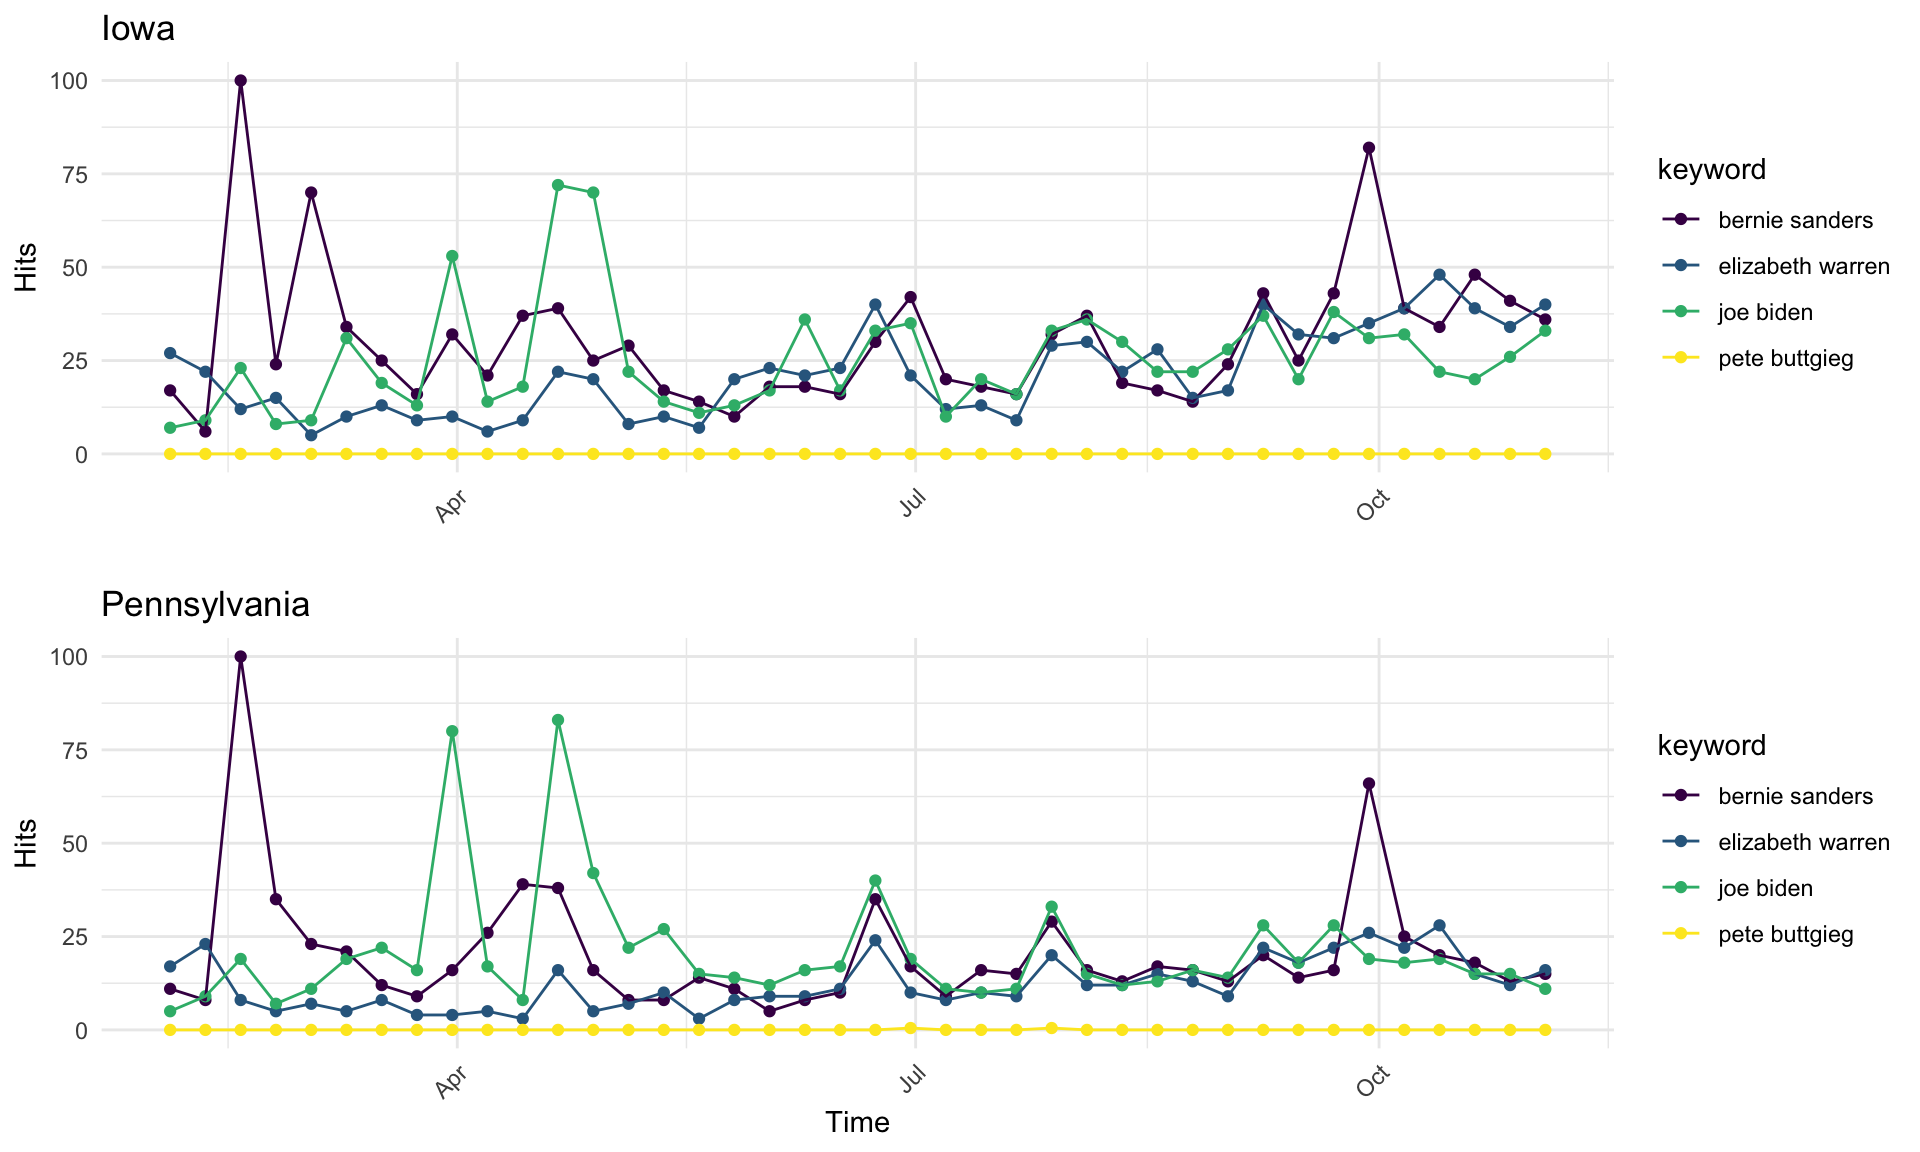 Iowa
100
75
50
25
0
Hits
Apr
Jul
Oct
keyword
bernie sanders
elizabeth warren
joe biden
pete buttgieg
Pennsylvania
100
75
50
25
0
Hits
Apr
Jul
Oct
Time
keyword
bernie sanders
elizabeth warren
joe biden
pete buttgieg